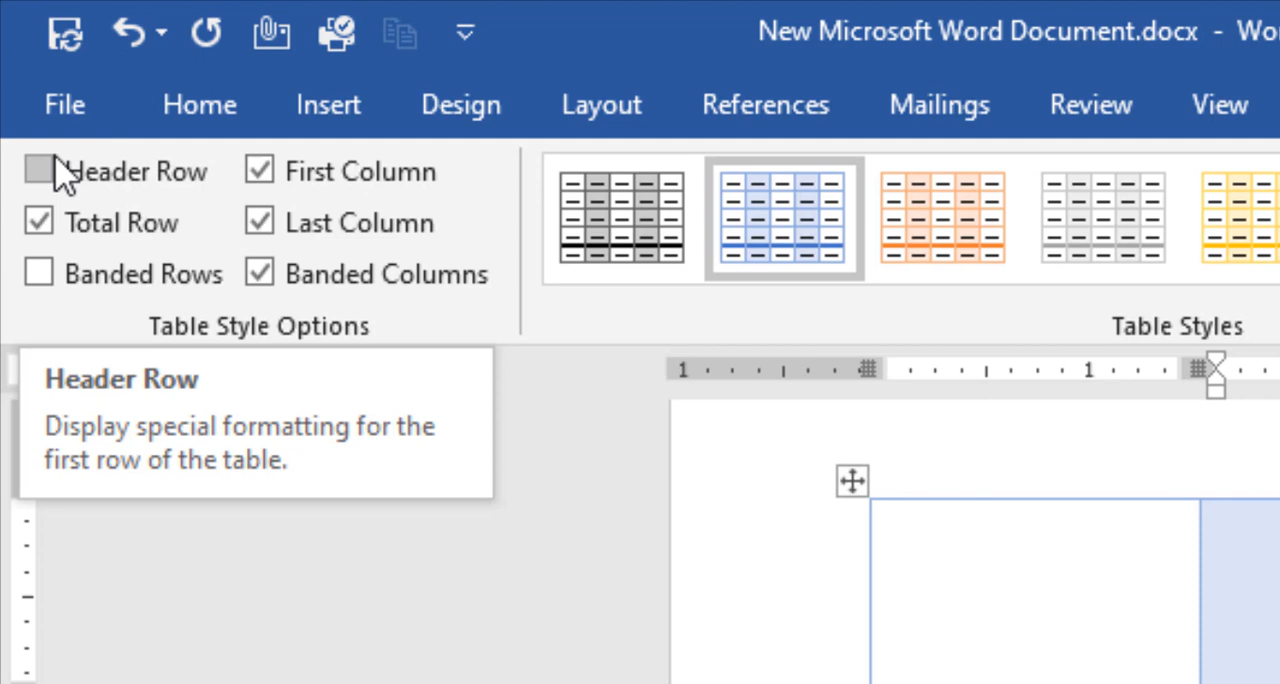 New Microsoft Word Document.docx - Wo
File Home Insert Design Layout References Mailings Review View
Header Row First Column
Total Row Last Column
Banded Rows Banded Columns
Table Style Options Table Styles
Header Row
Display special formatting for the
first row of the table.
1 1